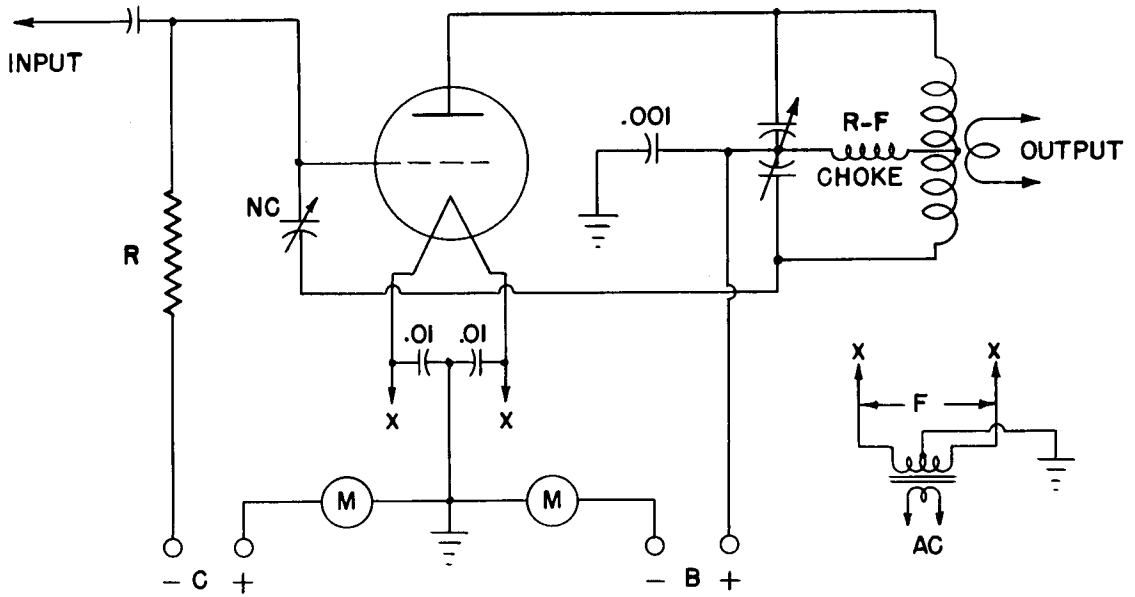 INPUT
.001
R-F
CHOKE
OUTPUT
NC
R
.01 .01
X X
X X
F
M M
AC
- C +
- B +